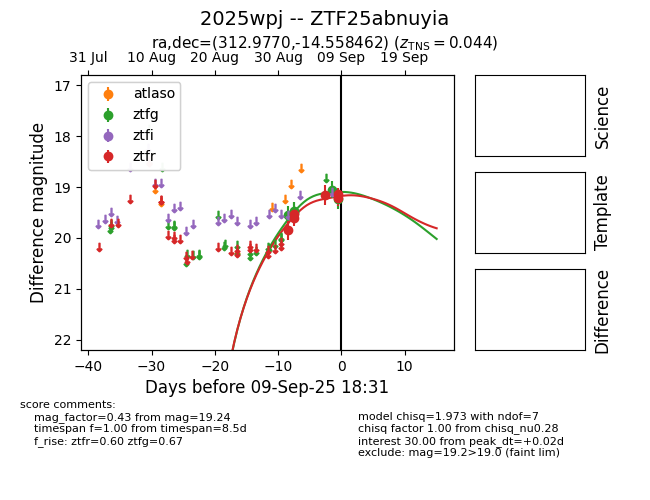 2025wpj -- ZTF25abnuyia
ra,dec=(312.9770,-14.558462) (z_TNS = 0.044)
31 Jul 10 Aug 20 Aug 30 Aug 09 Sep 19 Sep
atlaso
ztfg
ztfi
ztfr
17
18
19
20
21
22
Difference magnitude
−40 −30 −20 −10 0 10
Days before 09-Sep-25 18:31
Science
Template
Difference
score comments:
mag_factor=0.43 from mag=19.24
timespan f=1.00 from timespan=8.5d
f_rise: ztfr=0.60 ztfg=0.67
model chisq=1.973 with ndof=7
chisq factor 1.00 from chisq_nu0.28
interest 30.00 from peak_dt=+0.02d
exclude: mag=19.2>19.0 (faint lim)